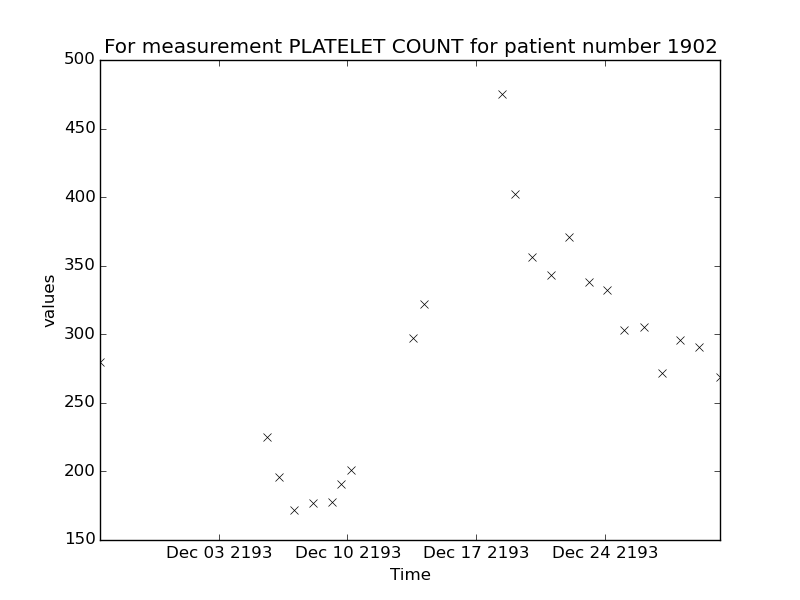 For measurement PLATELET COUNT for patient number 1902
500
450
400
350
300
250
200
150
values
Dec 03 2193 Dec 10 2193 Dec 17 2193 Dec 24 2193
Time